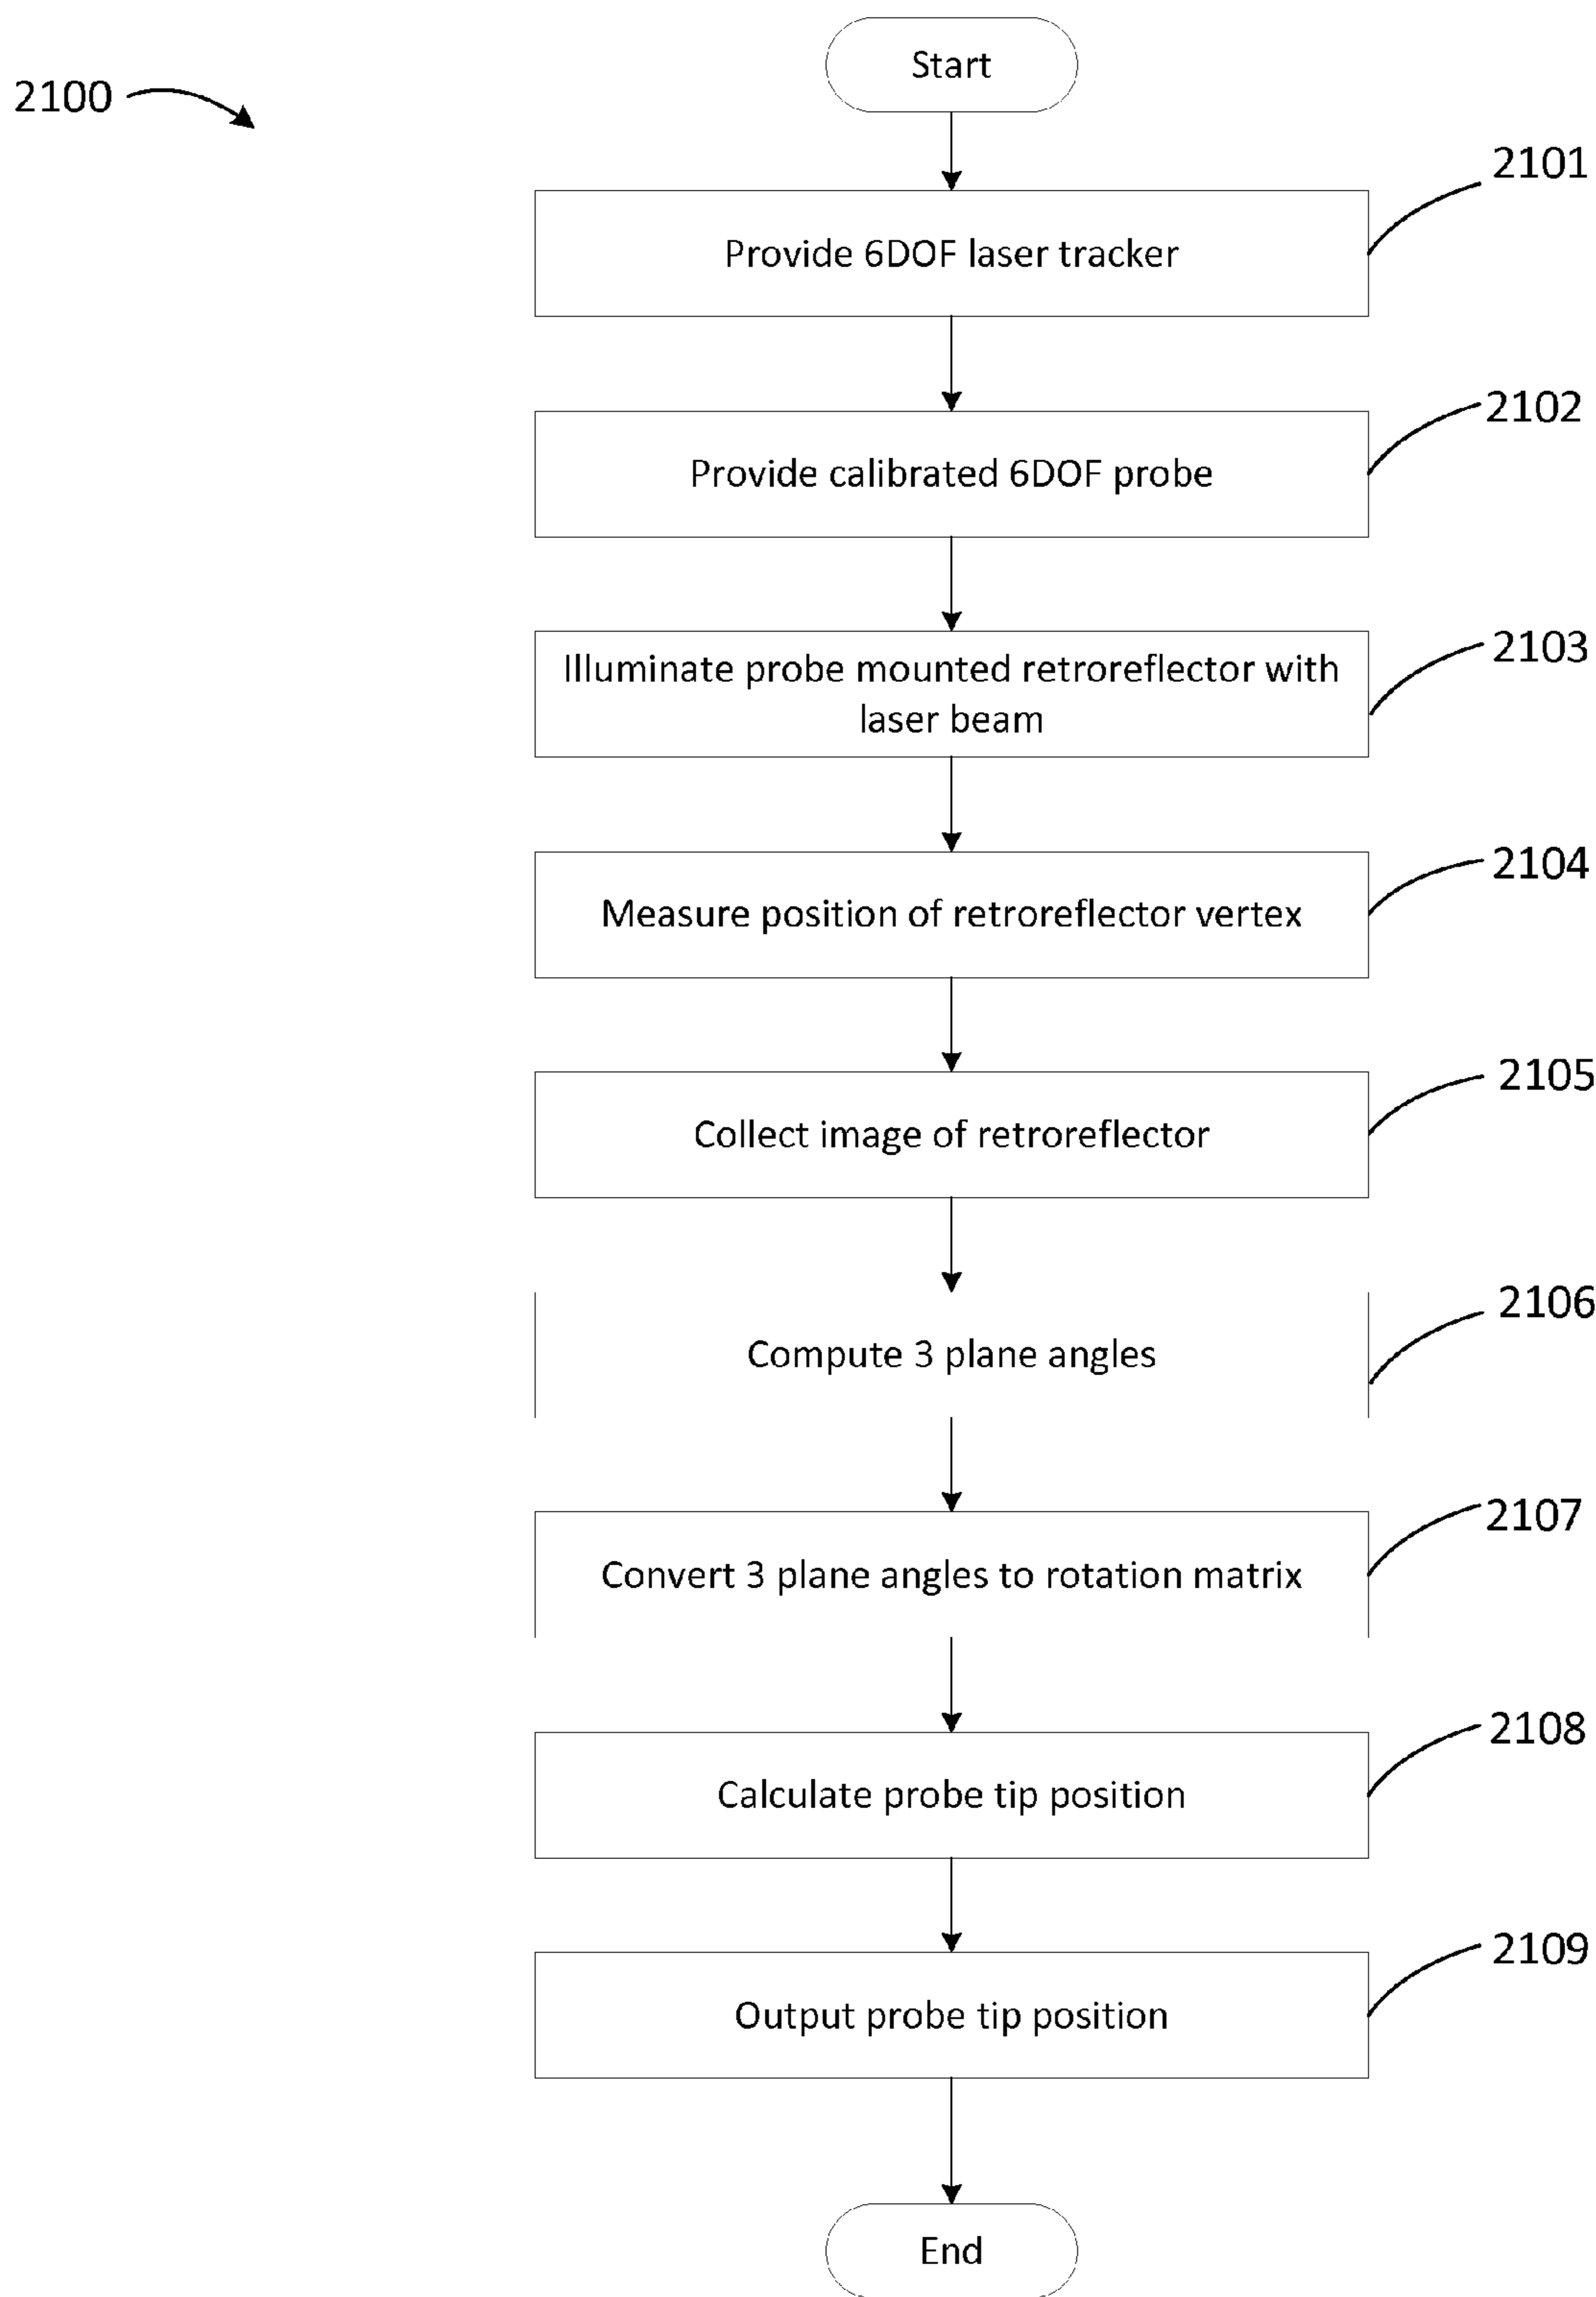 Start
2100
2101
Provide 6DOF laser tracker
2102
Provide calibrated 6DOF probe
2103
Illuminate probe mounted retroreflector with
laser beam
2104
Measure position of retroreflector vertex
2105
Collect image of retroreflector
2106
Compute 3 plane angles
2107
Convert 3 plane angles to rotation matrix
2108
Calculate probe tip position
2109
Output probe tip position
End